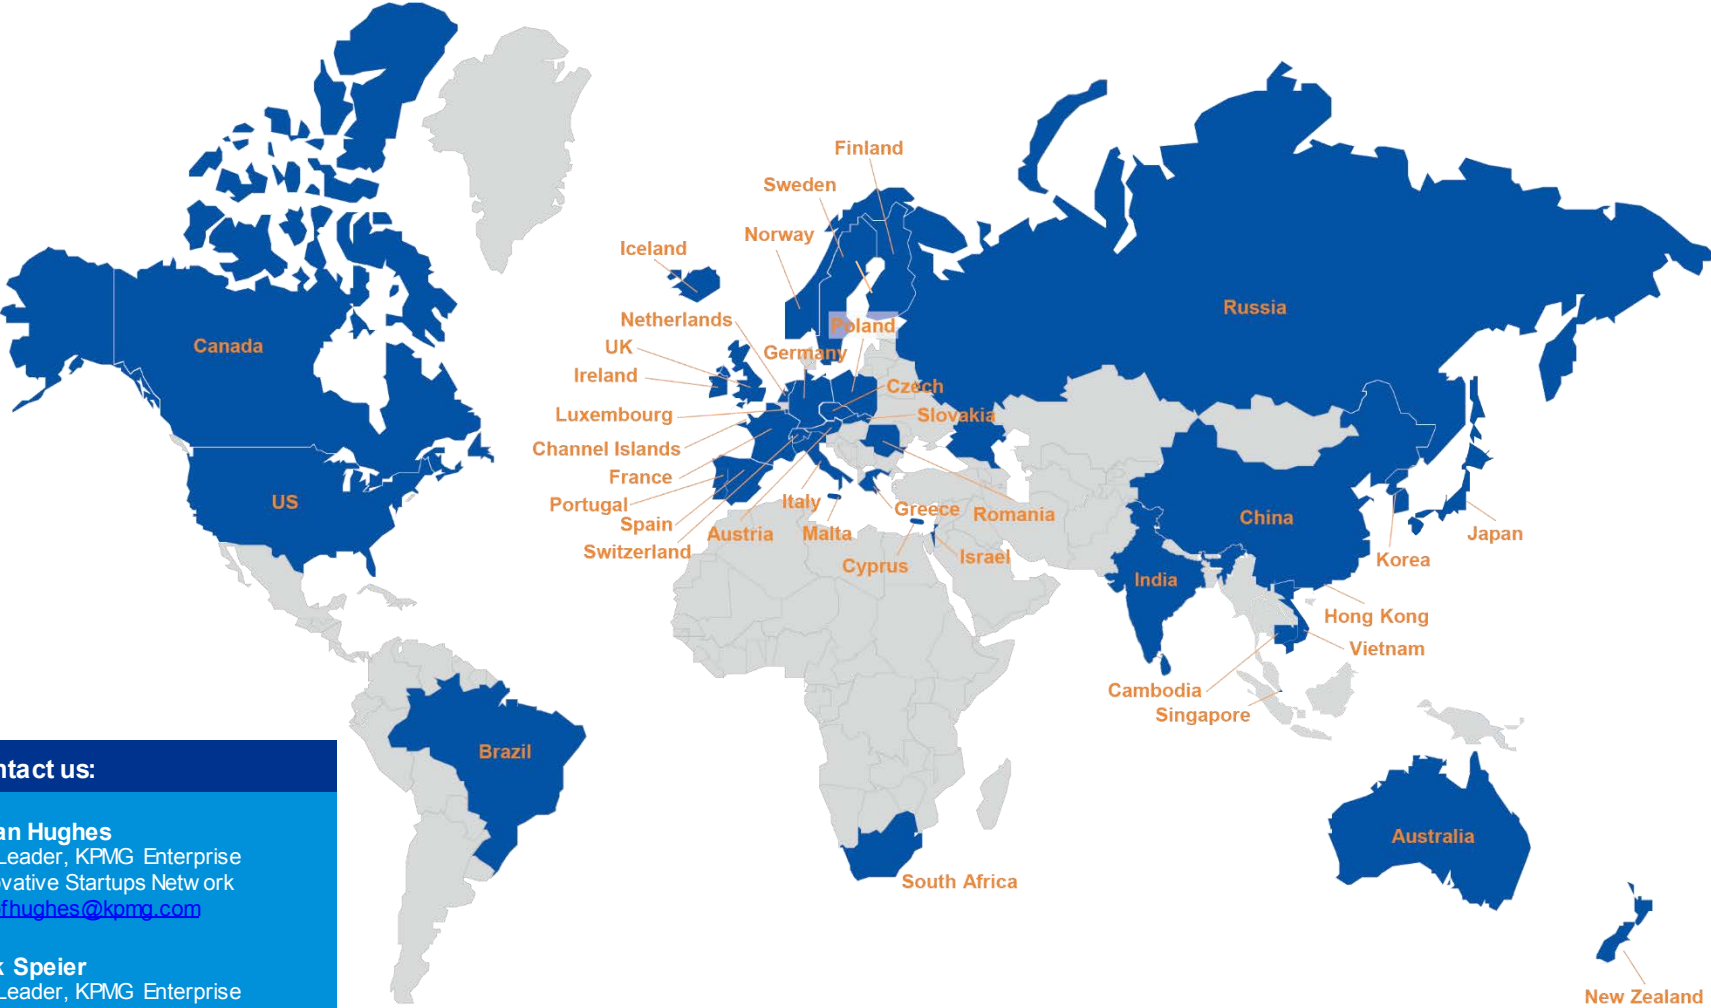 Finland
Sweden
Norway
Iceland
Russia
Netherlands
Poland
Canada
UK
Germany
Ireland
Czech
Luxembourg
Slovakia
Channel Islands
France
US
Portugal
Italy
Greece
Romania
China
Spain
Austria
Malta
Japan
Switzerland
Cyprus
Israel
Korea
India
Hong Kong
Vietnam
Cambodia
Singapore
Brazil
Australia
South Africa
New Zealand
ntact us:
an Hughes
Leader, KPMG Enterprise
ovative Startups Network
fhughes@kpmg.com
k Speier
Leader, KPMG Enterprise